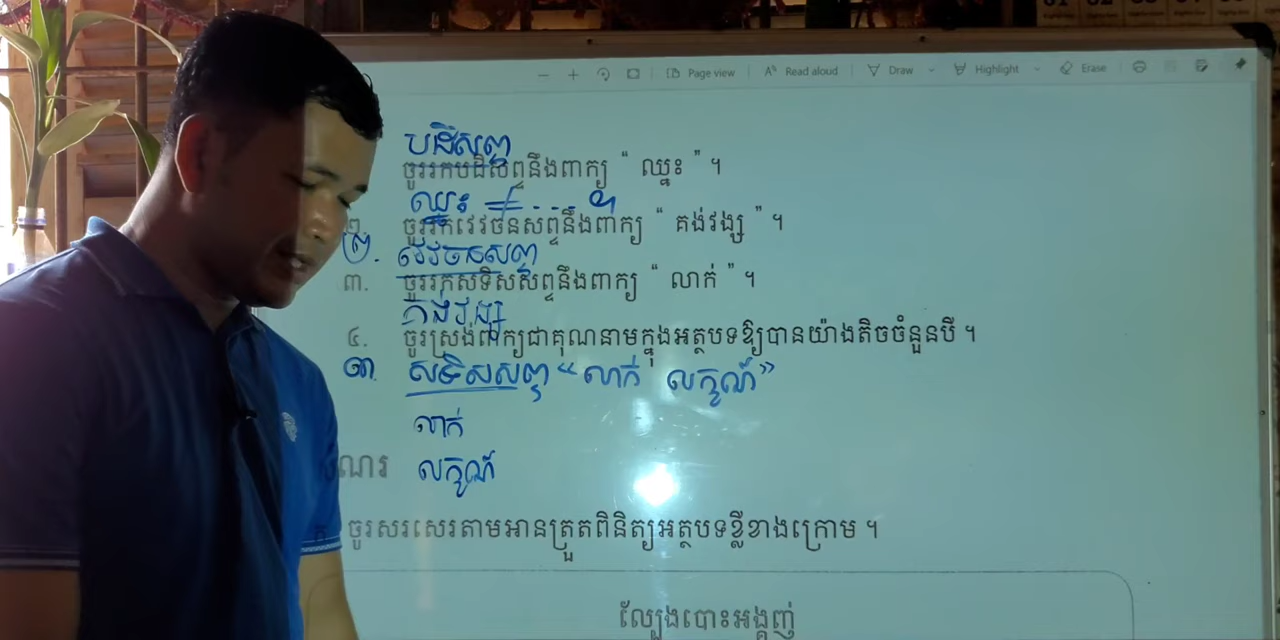 Page view Read aloud Draw Highlight Erase
បដិសព្ទ
ចូររកបដិសព្ទនឹងពាក្យ “ ឈ្នះ ” ។
ឈ្នះ ≠ ....
២. ចូររកវេវចនសព្ទនឹងពាក្យ “ គង់វង្ស ” ។
២. វេវចនសព្ទ
៣. ចូររកសទិសសព្ទនឹងពាក្យ “ លាក់ ” ។
គង់វង្ស
៤. ចូរស្រង់ពាក្យជាគុណនាមក្នុងអត្ថបទឱ្យបានយ៉ាងតិចចំនួនបី ។
៣. សទិសសព្ទ “លាក់ លក្ខណ៍”
លាក់
លក្ខណ៍
ចូរសរសេរតាមអានត្រួតពិនិត្យអត្ថបទខ្លីខាងក្រោម ។
ល្បែងបោះអង្គញ់